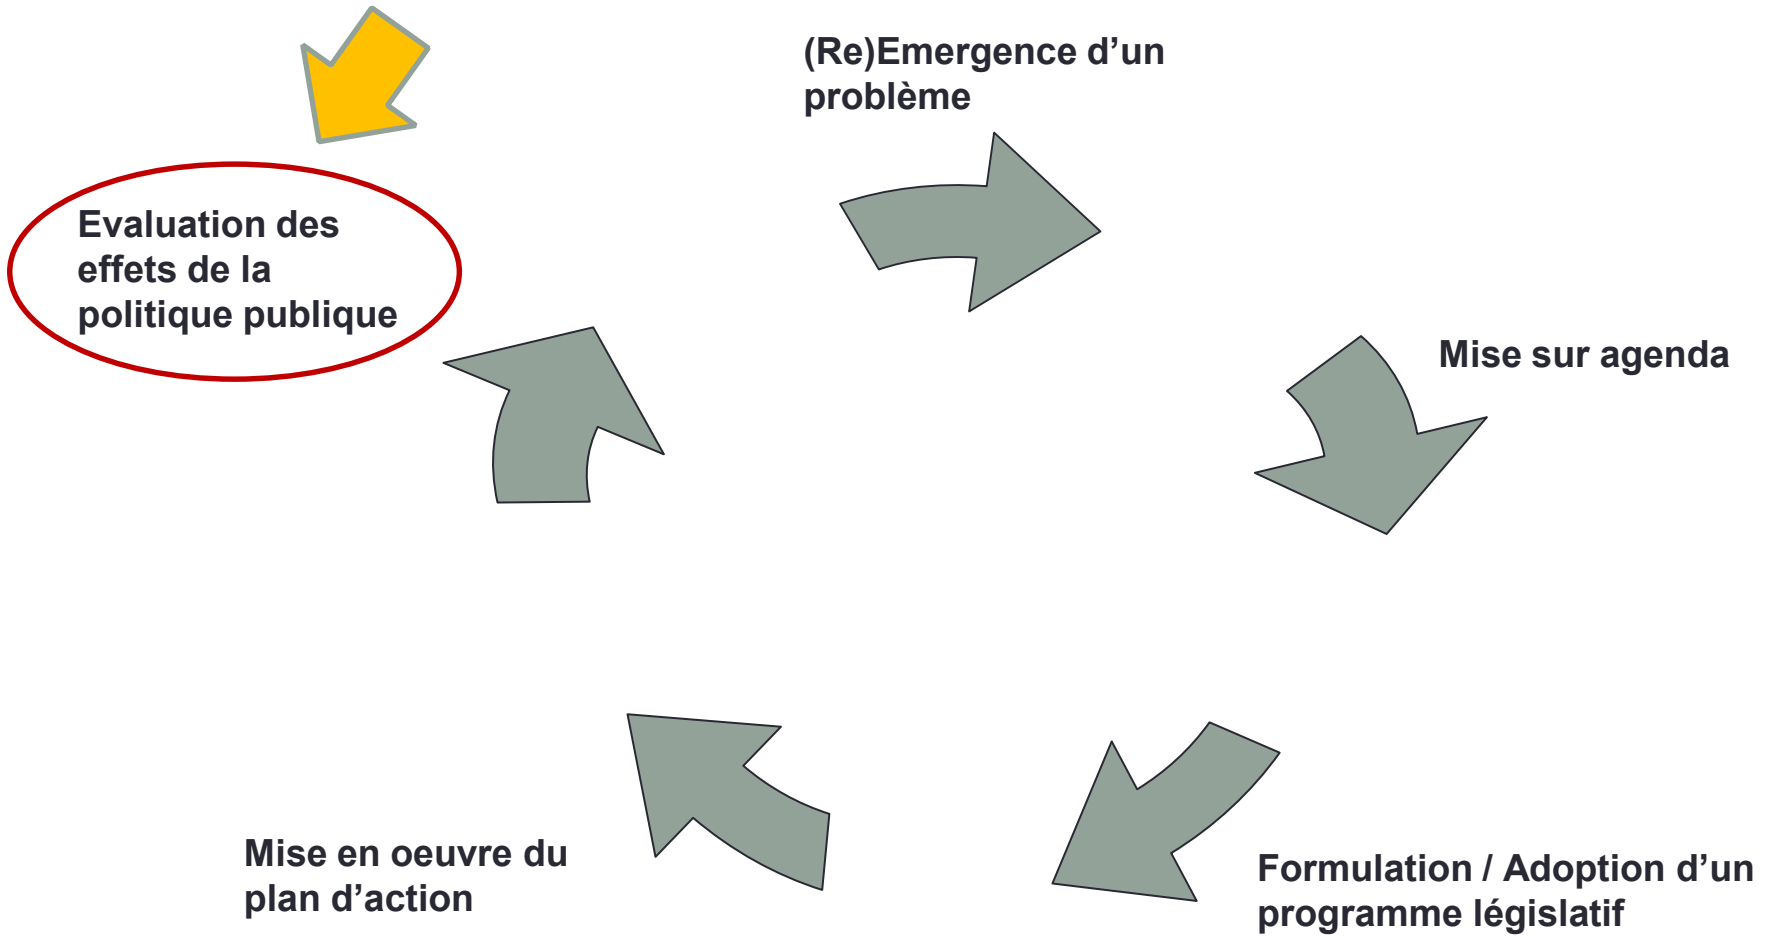 (Re)Emergence d’un
problème
Evaluation des
effets de la
politique publique
Mise sur agenda
Mise en oeuvre du
plan d’action
Formulation / Adoption d’un
programme législatif